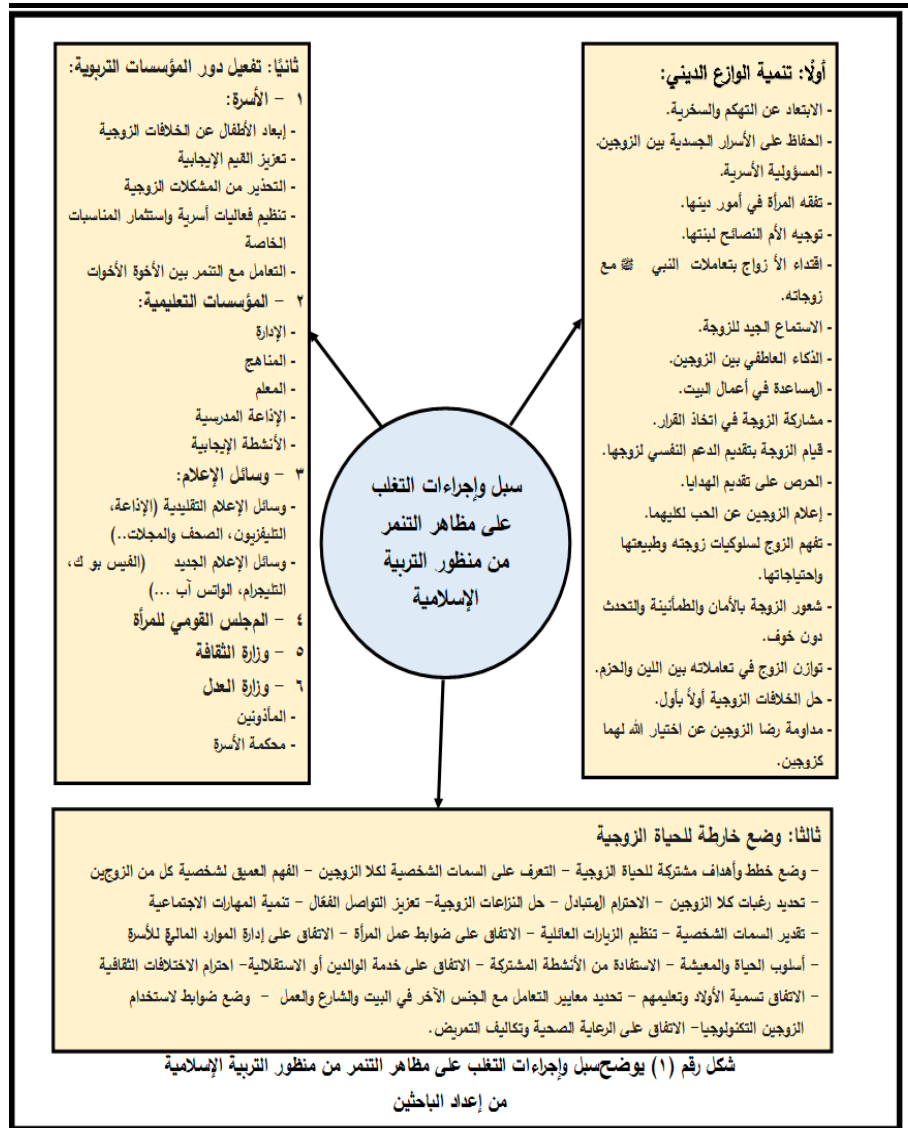 أولًا: تنمية الوازع الديني:
- الابتعاد عن التهكم والسخرية.
- الحفاظ على الأسرار الجسدية بين الزوجين.
- المسؤولية الأسرية.
- تفقه المرأة في أمور دينها.
- توجيه الأم النصائح لبنتها.
- اقتداء الأ زواج بتعاملات النبي ﷺ مع
زوجاته.
- الاستماع الجيد للزوجة.
- الذكاء العاطفي بين الزوجين.
- المساعدة في أعمال البيت.
- مشاركة الزوجة في اتخاذ القرار.
- قيام الزوجة بتقديم الدعم النفسي لزوجها.
- الحرص على تقديم الهدايا.
- إعلام الزوجين عن الحب لكليهما.
- تفهم الزوج لسلوكيات زوجته وطبيعتها
واحتياجاتها.
- شعور الزوجة بالأمان والطمأنينة والتحدث
دون خوف.
- توازن الزوج في تعاملاته بين اللين والحزم.
- حل الخلافات الزوجية أولاً بأول.
- مداومة رضا الزوجين عن اختيار الله لهما
كزوجين.
ثانيًا: تفعيل دور المؤسسات التربوية:
١ - الأسرة:
- إبعاد الأطفال عن الخلافات الزوجية
- تعزيز القيم الإيجابية
- التحذير من المشكلات الزوجية
- تنظيم فعاليات أسرية واستثمار المناسبات
الخاصة
- التعامل مع التنمر بين الأخوة الأخوات
٢ - المؤسسات التعليمية:
- الإدارة
- المناهج
- المعلم
- الإذاعة المدرسية
- الأنشطة الإيجابية
٣ - وسائل الإعلام:
- وسائل الإعلام التقليدية (الإذاعة،
التليفزيون، الصحف والمجلات..)
- وسائل الإعلام الجديد (الفيس بو ك،
التليجرام، الواتس آب ...)
٤ - المجلس القومي للمرأة
٥ - وزارة الثقافة
٦ - وزارة العدل
- المأذونين
- محكمة الأسرة
سبل وإجراءات التغلب
على مظاهر التنمر
من منظور التربية
الإسلامية
ثالثا: وضع خارطة للحياة الزوجية
- وضع خطط وأهداف مشتركة للحياة الزوجية - التعرف على السمات الشخصية لكلا الزوجين - الفهم العميق لشخصية كل من الزوجين
- تحديد رغبات كلا الزوجين - الاحترام المتبادل - حل النزاعات الزوجية- تعزيز التواصل الفعّال - تنمية المهارات الاجتماعية
- تقدير السمات الشخصية - تنظيم الزيارات العائلية - الاتفاق على ضوابط عمل المرأة - الاتفاق على إدارة الموارد المالية للأسرة
- أسلوب الحياة والمعيشة - الاستفادة من الأنشطة المشتركة - الاتفاق على خدمة الوالدين أو الاستقلالية- احترام الاختلافات الثقافية
- الاتفاق تسمية الأولاد وتعليمهم - تحديد معايير التعامل مع الجنس الآخر في البيت والشارع والعمل - وضع ضوابط لاستخدام
الزوجين التكنولوجيا- الاتفاق على الرعاية الصحية وتكاليف التمريض.
شكل رقم (١) يوضح سبل وإجراءات التغلب على مظاهر التنمر من منظور التربية الإسلامية
من إعداد الباحثين